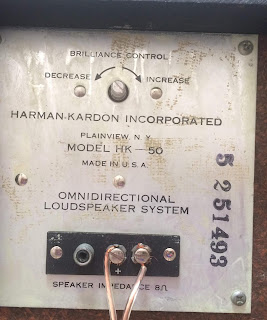 BRILLIANCE CONTROL
DECREASE INCREASE
HARMAN-KARDON INCORPORATED
PLAINVIEW, N.Y.
MODEL HK-50
MADE IN U.S.A.
5 251493
OMNIDIRECTIONAL
LOUDSPEAKER SYSTEM
+
SPEAKER IMPEDANCE 8Ω